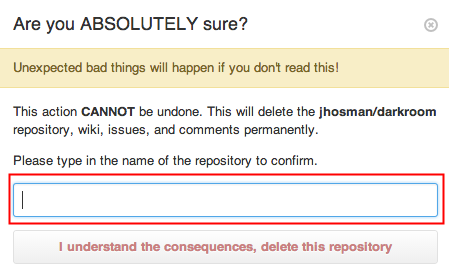 Are you ABSOLUTELY sure?
Unexpected bad things will happen if you don't read this!
This action CANNOT be undone. This will delete the jhosman/darkroom
repository, wiki, issues, and comments permanently.
Please type in the name of the repository to confirm.
I understand the consequences, delete this repository